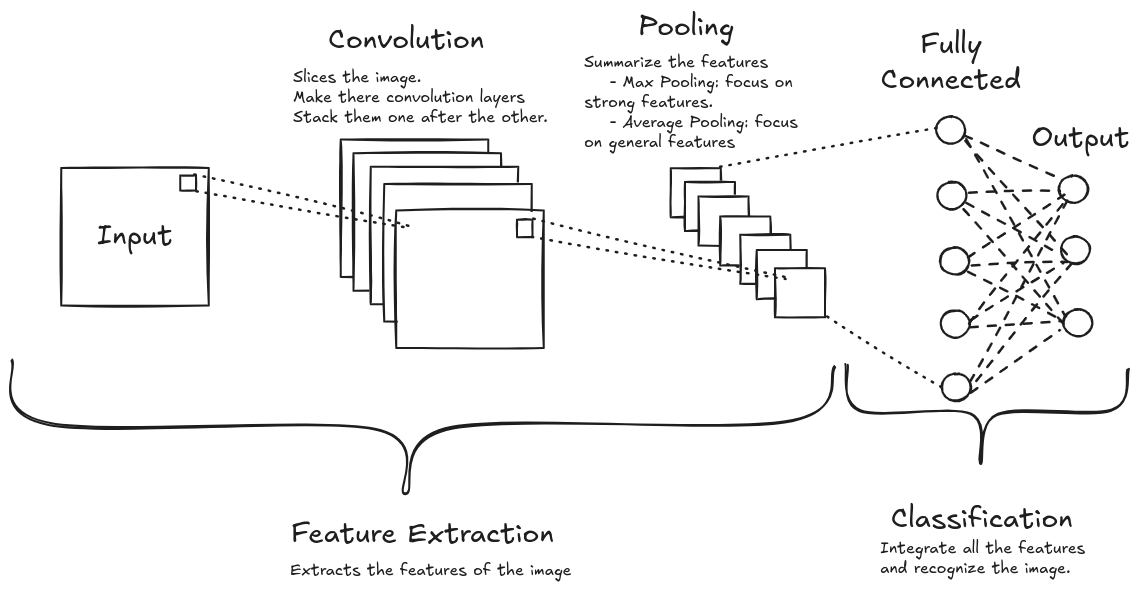 Convolution
Slices the image.
Make there convolution layers
Stack them one after the other.
Pooling
Summarize the features
- Max Pooling: focus on
strong features.
- Average Pooling: focus
on general features
Fully
Connected
Output
Input
Feature Extraction
Extracts the features of the image
Classification
Integrate all the features
and recognize the image.